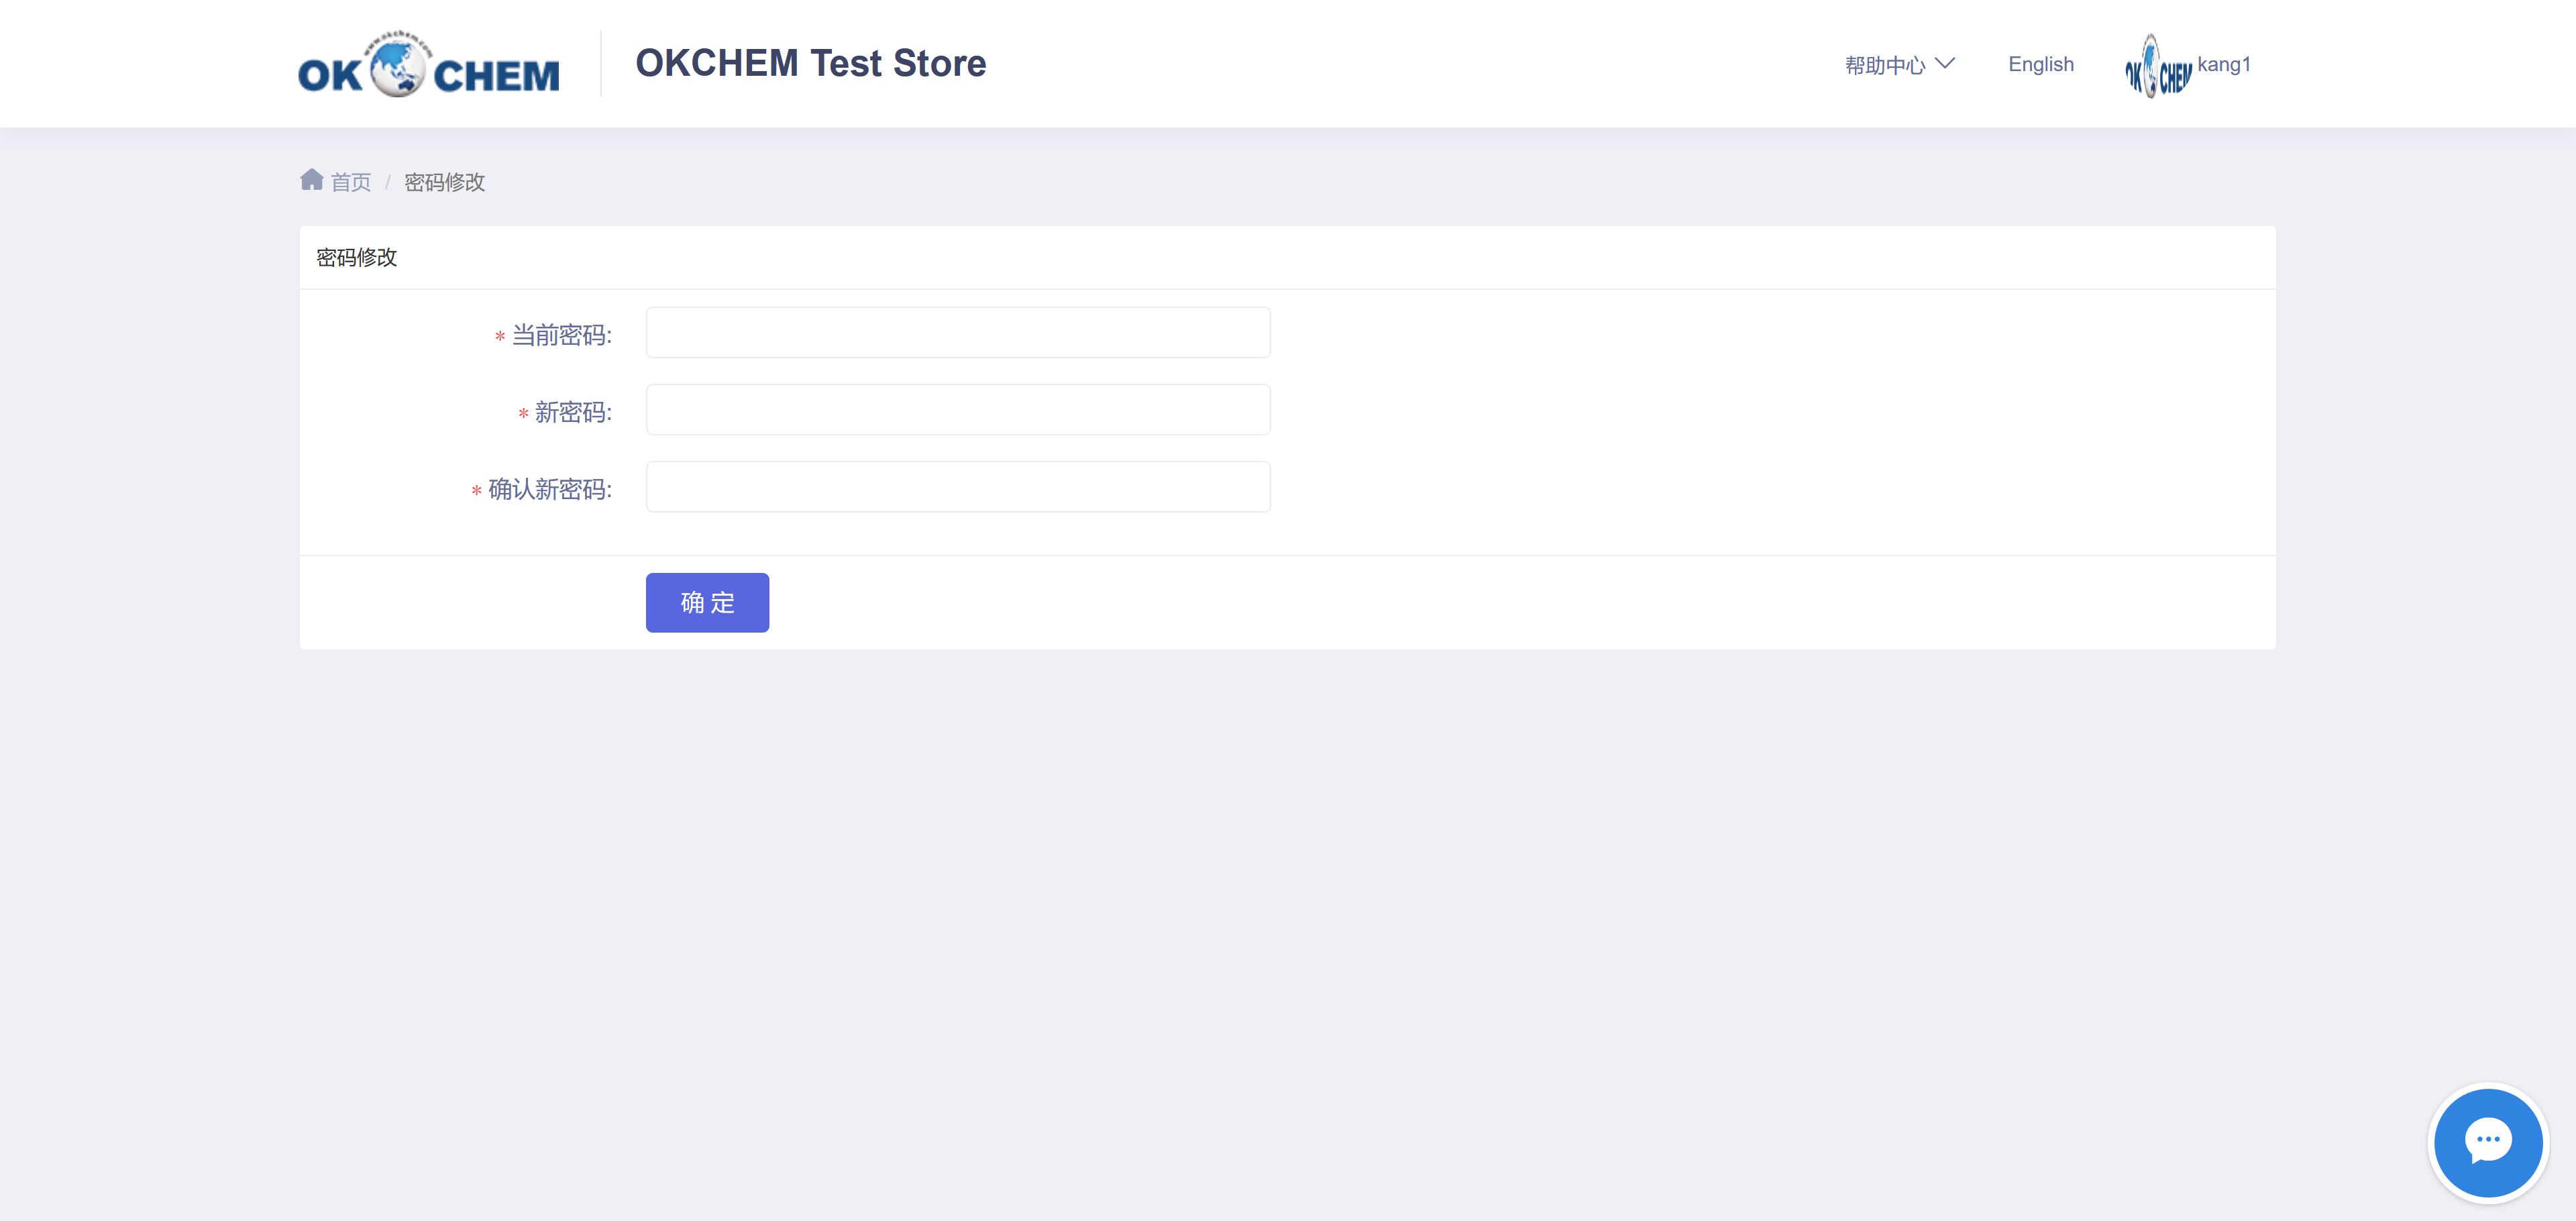 www.okchem.com
OK CHEM
OKCHEM Test Store
帮助中心
English
OK CHEM
kang1
首页 / 密码修改
密码修改
* 当前密码:
* 新密码:
* 确认新密码:
确 定